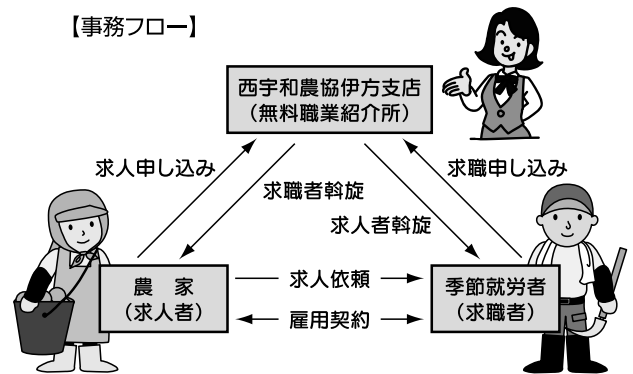 【事務フロー】
西宇和農協伊方支店
（無料職業紹介所）
求人申し込み
求職者斡旋
求人者斡旋
求職申し込み
農　家
（求人者）
求人依頼
雇用契約
季節就労者
（求職者）